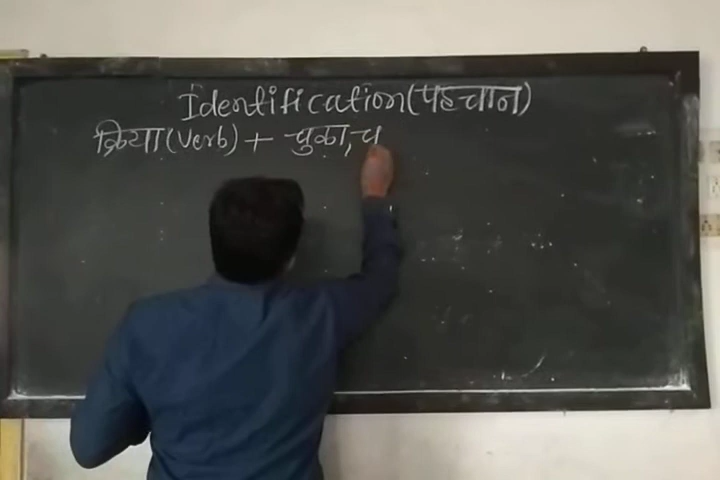 Identification(पहचान)
क्रिया(verb) + चुका, च